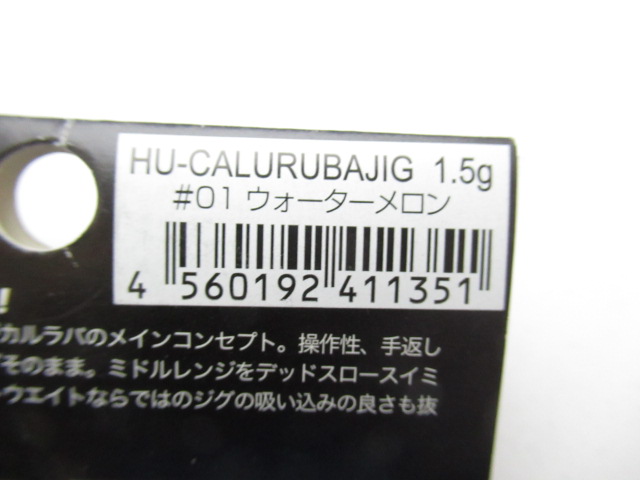 HU-CALURUBAJIG 1.5g
#01 ウォーターメロン
4 560192 411351
!
カルラバのメインコンセプト。操作性、手返し
そのまま。ミドルレンジをデッドスロースイミ
ウエイトならではのジグの吸い込みの良さも抜